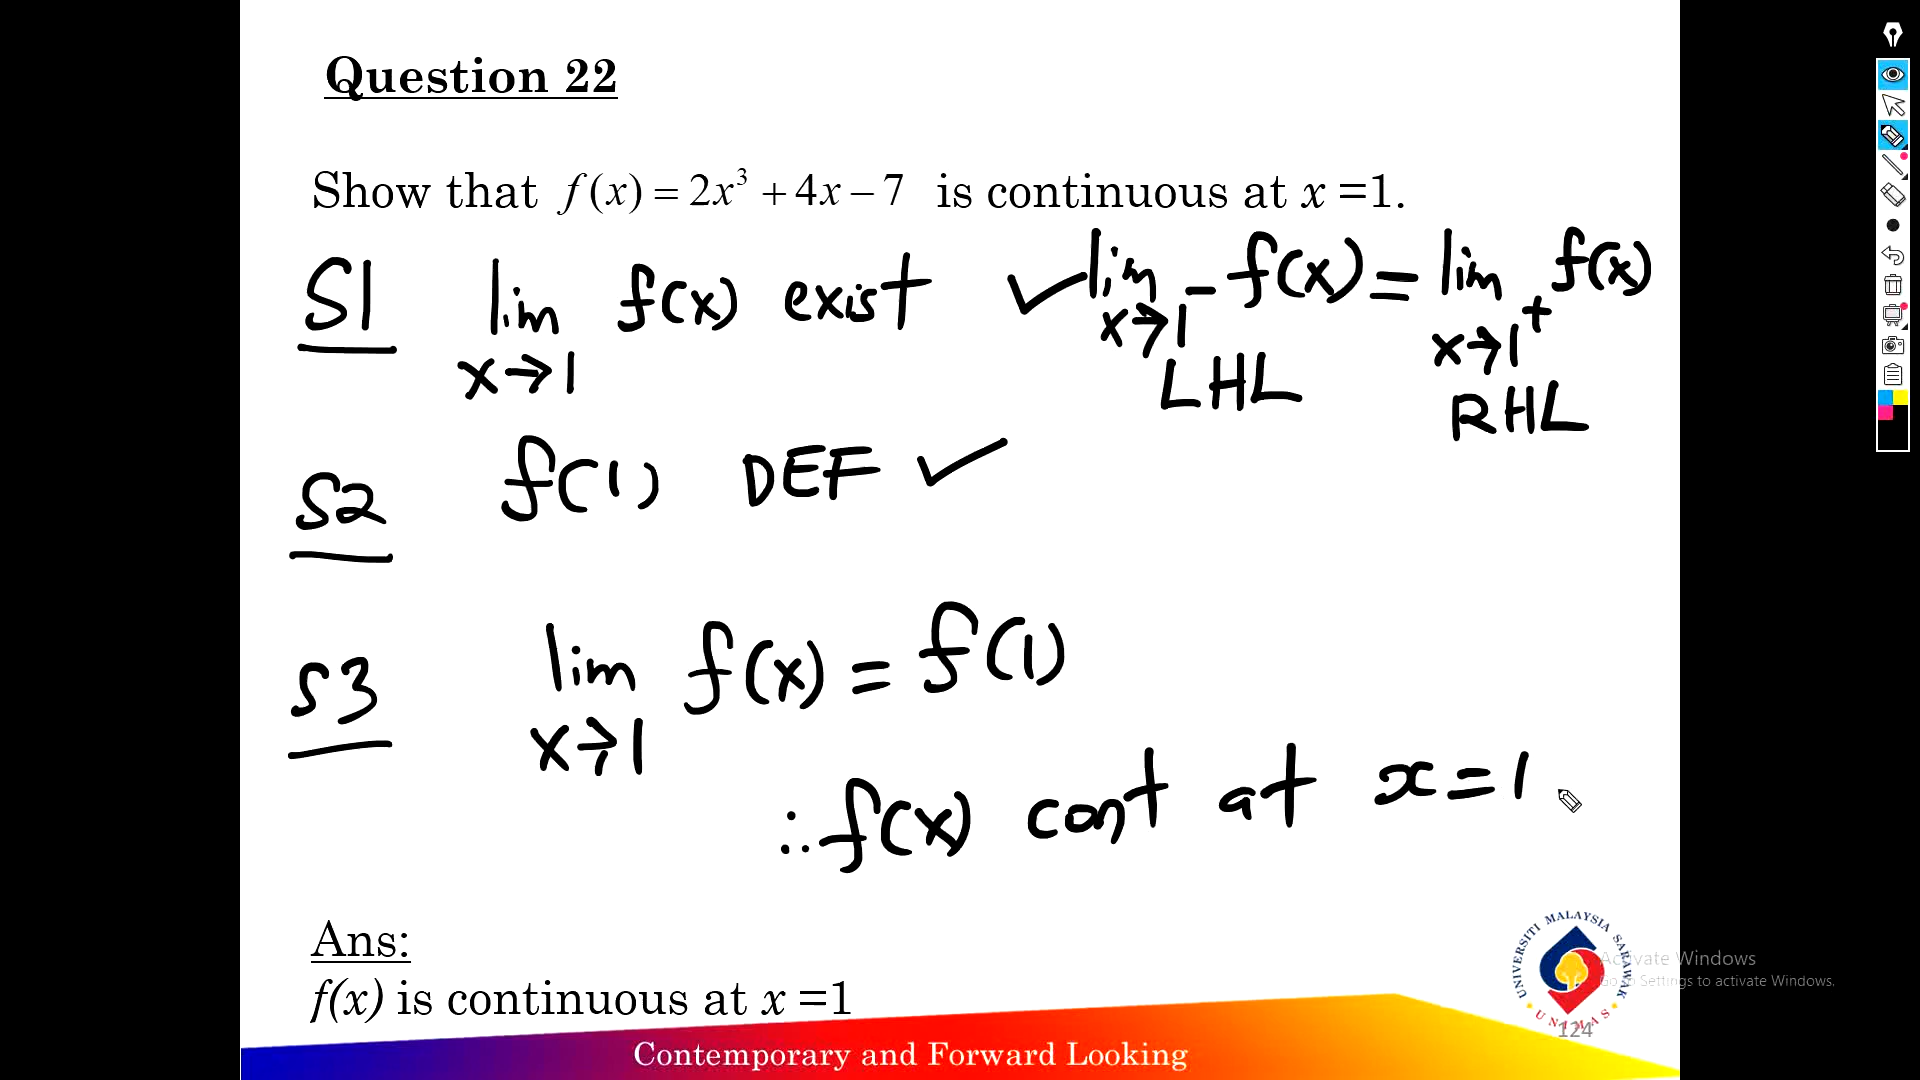 Question 22
Show that f(x) = 2x³ + 4x − 7 is continuous at x =1.
S1 lim x→1 f(x) exist ✓ lim x→1⁻ f(x) = lim x→1⁺ f(x)
LHL RHL
S2 f(1) DEF ✓
S3 lim x→1 f(x) = f(1)
∴ f(x) cont at x = 1
Ans:
f(x) is continuous at x =1
UNIVERSITI MALAYSIA SARAWAK
UNIMAS
Activate Windows
Go to Settings to activate Windows.
124
Contemporary and Forward Looking